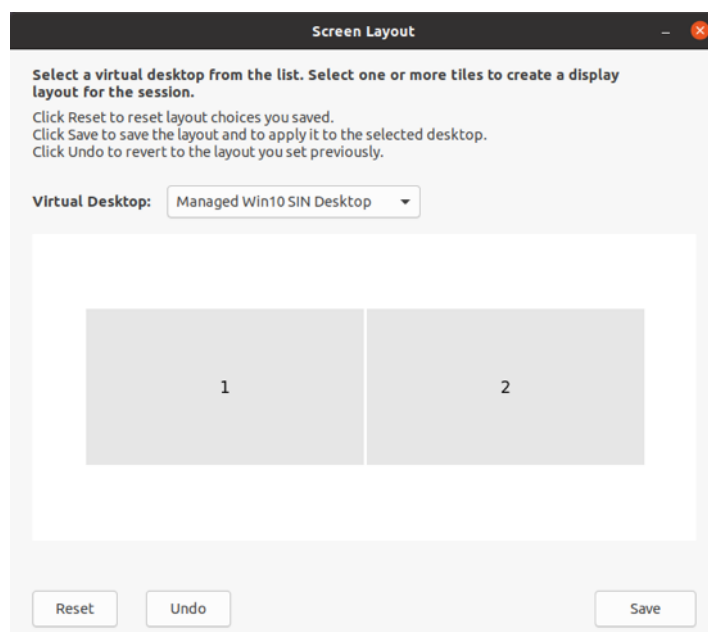 Screen Layout
Select a virtual desktop from the list. Select one or more tiles to create a display
layout for the session.
Click Reset to reset layout choices you saved.
Click Save to save the layout and to apply it to the selected desktop.
Click Undo to revert to the layout you set previously.
Virtual Desktop: Managed Win10 SIN Desktop
1 2
Reset Undo Save